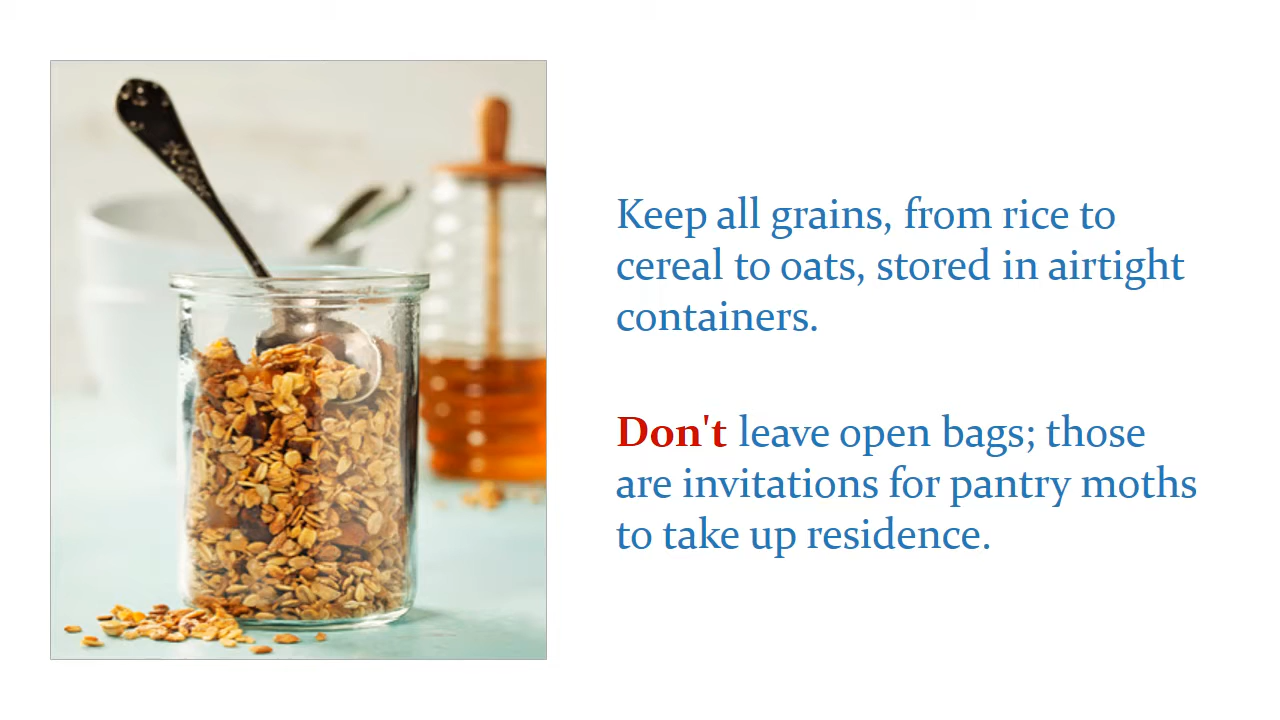 Keep all grains, from rice to
cereal to oats, stored in airtight
containers.
Don't leave open bags; those
are invitations for pantry moths
to take up residence.